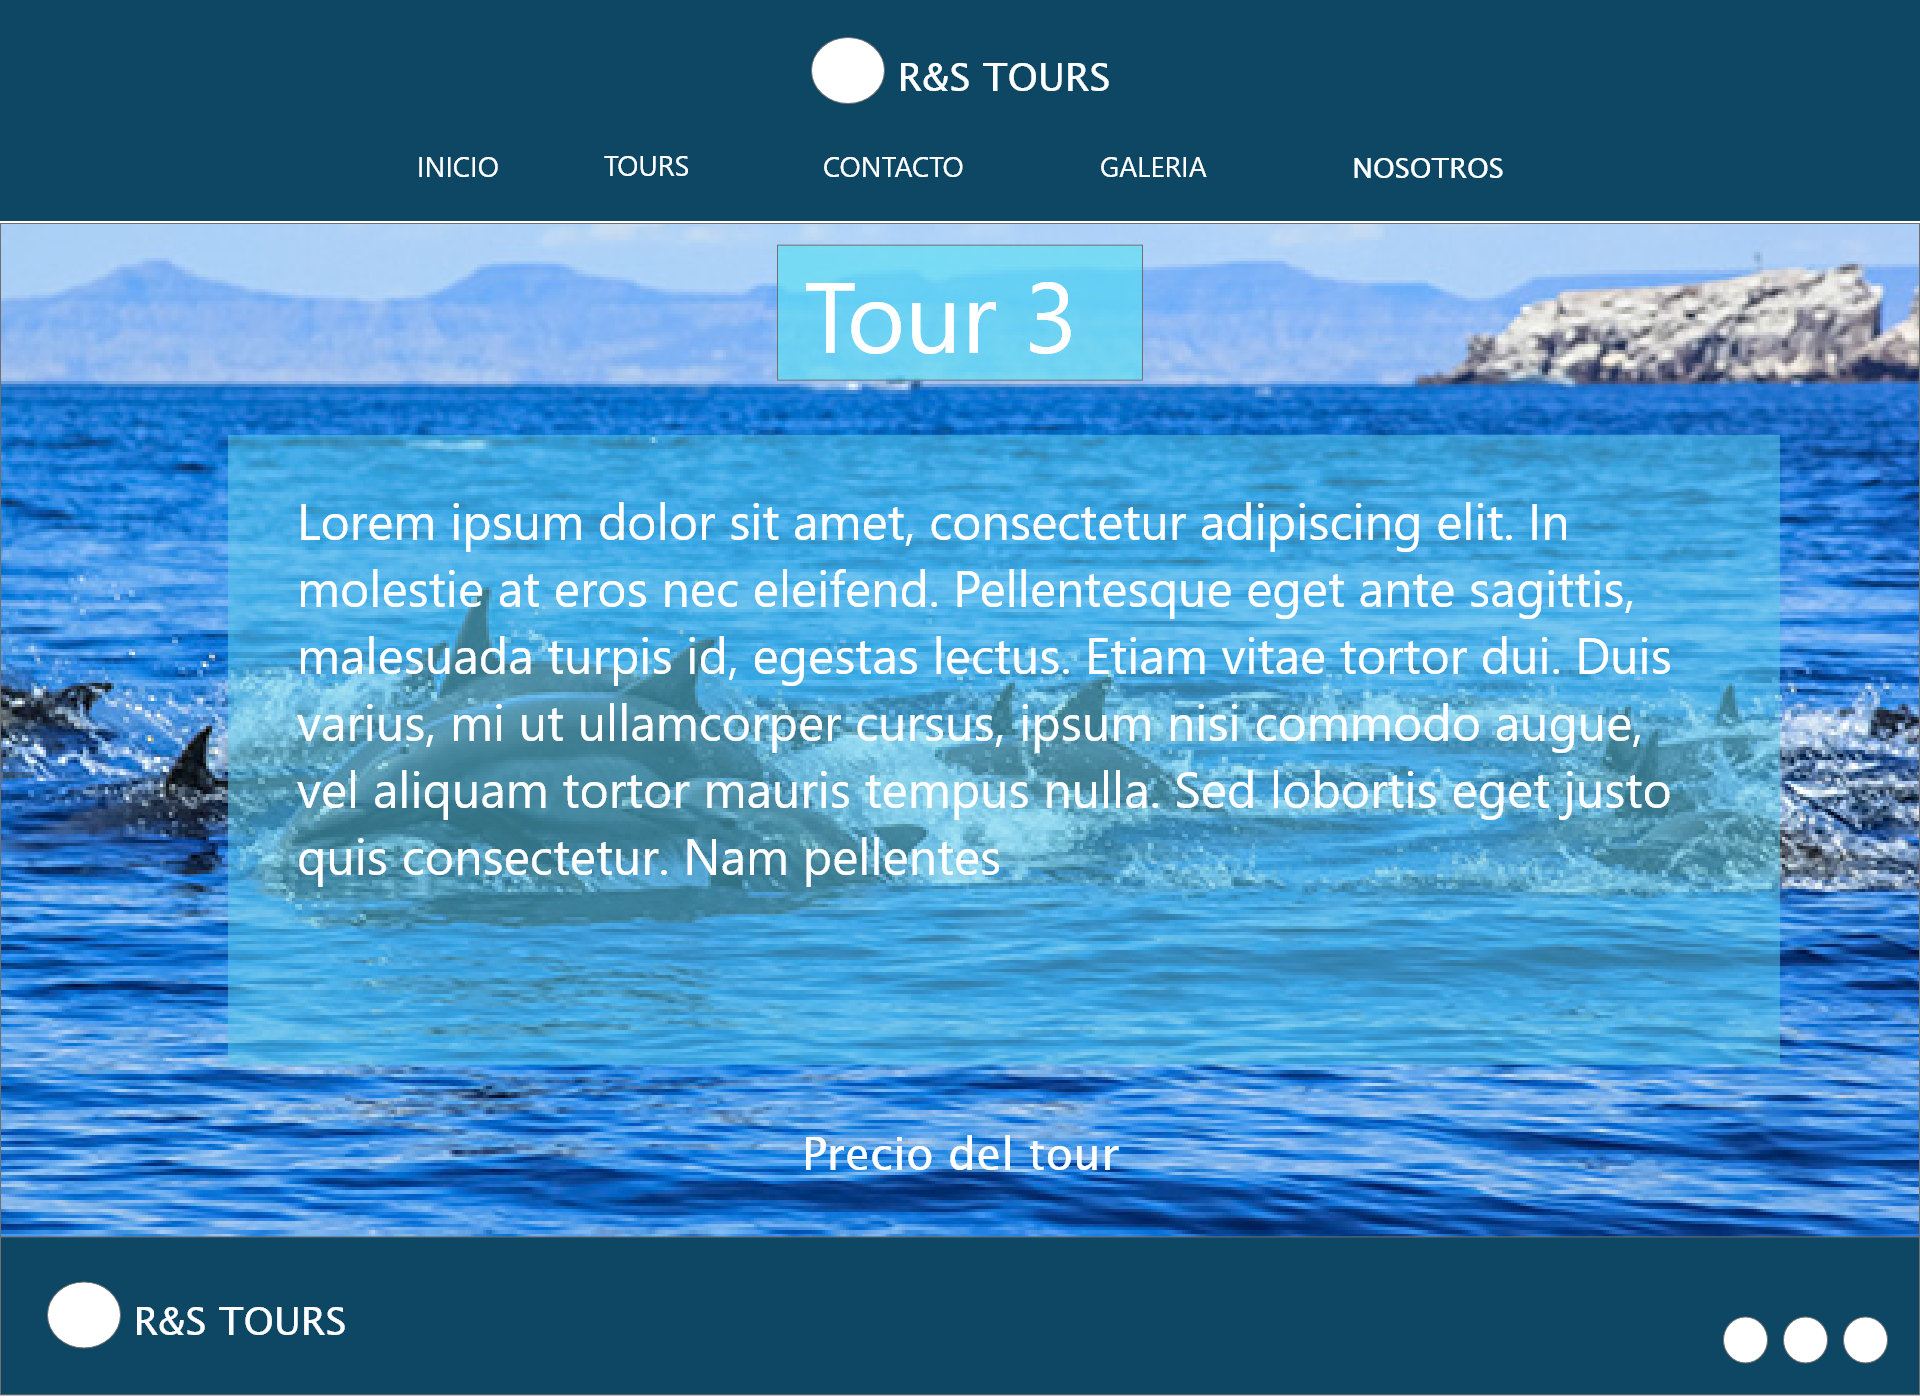 R&S TOURS
INICIO TOURS CONTACTO GALERIA NOSOTROS
Tour 3
Lorem ipsum dolor sit amet, consectetur adipiscing elit. In
molestie at eros nec eleifend. Pellentesque eget ante sagittis,
malesuada turpis id, egestas lectus. Etiam vitae tortor dui. Duis
varius, mi ut ullamcorper cursus, ipsum nisi commodo augue,
vel aliquam tortor mauris tempus nulla. Sed lobortis eget justo
quis consectetur. Nam pellentes
Precio del tour
R&S TOURS